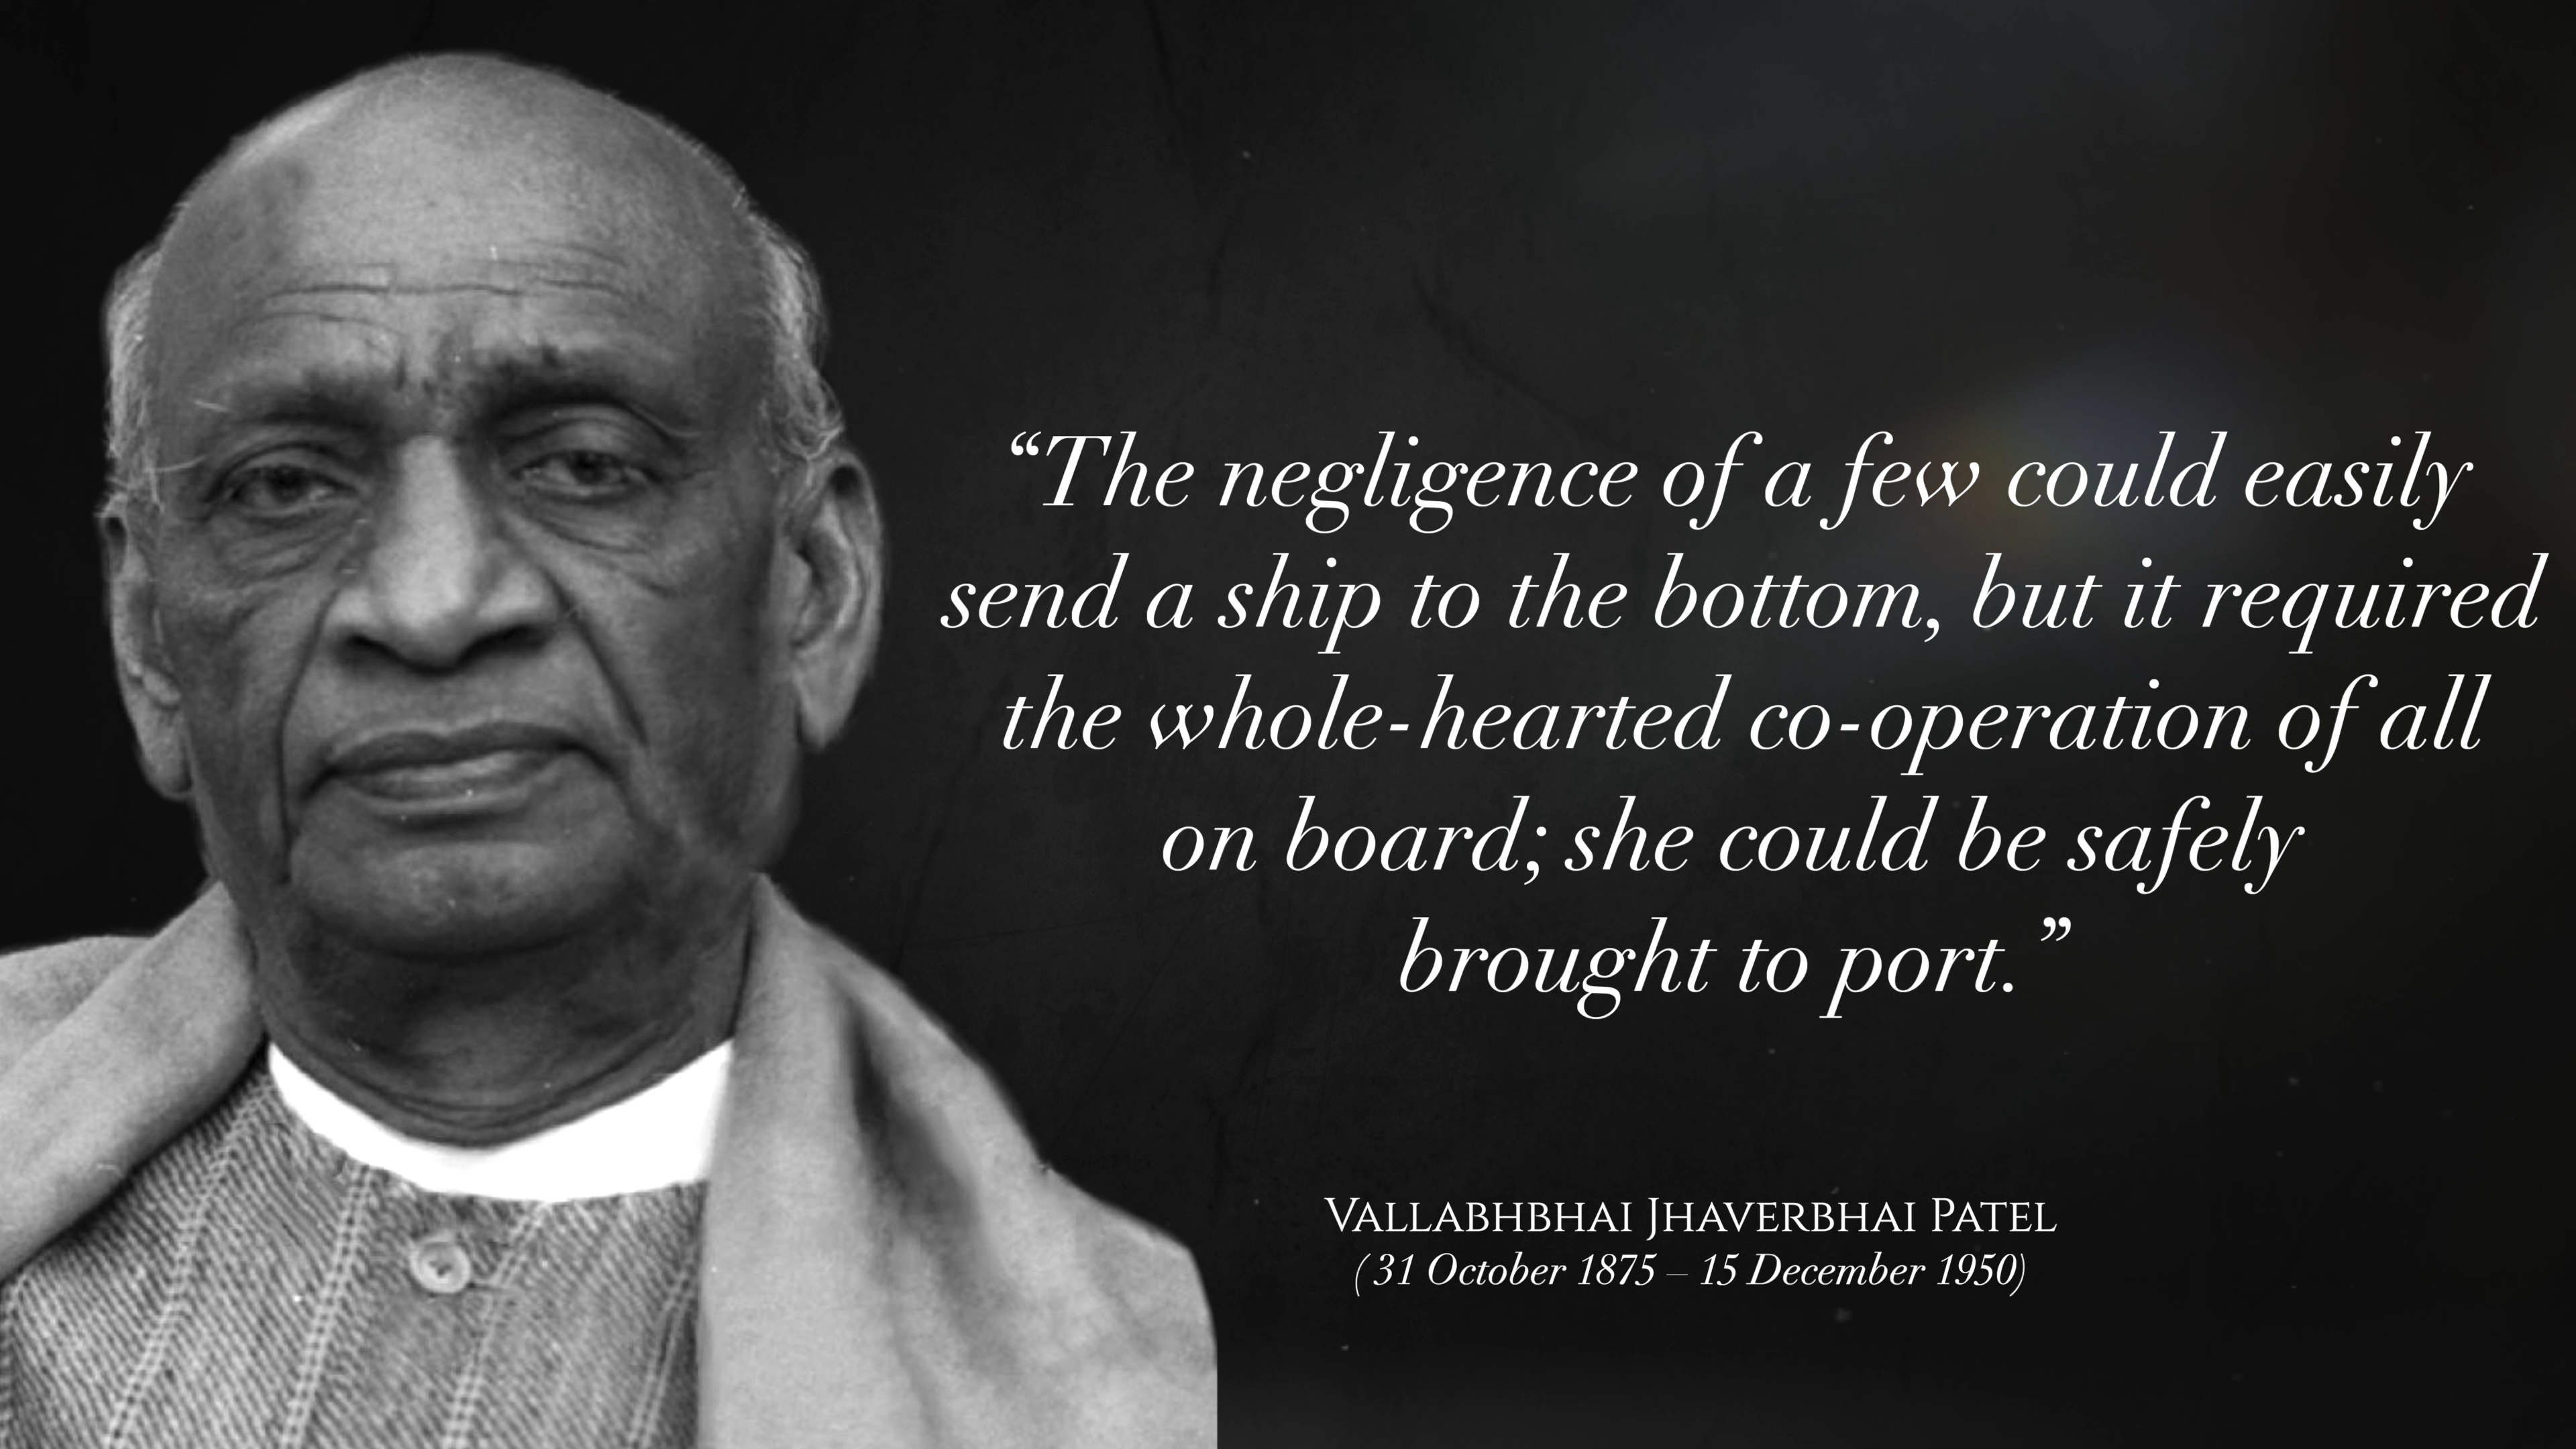 “The negligence of a few could easily
send a ship to the bottom, but it required
the whole-hearted co-operation of all
on board; she could be safely
brought to port.”
Vallabhbhai Jhaverbhai Patel
( 31 October 1875 – 15 December 1950)